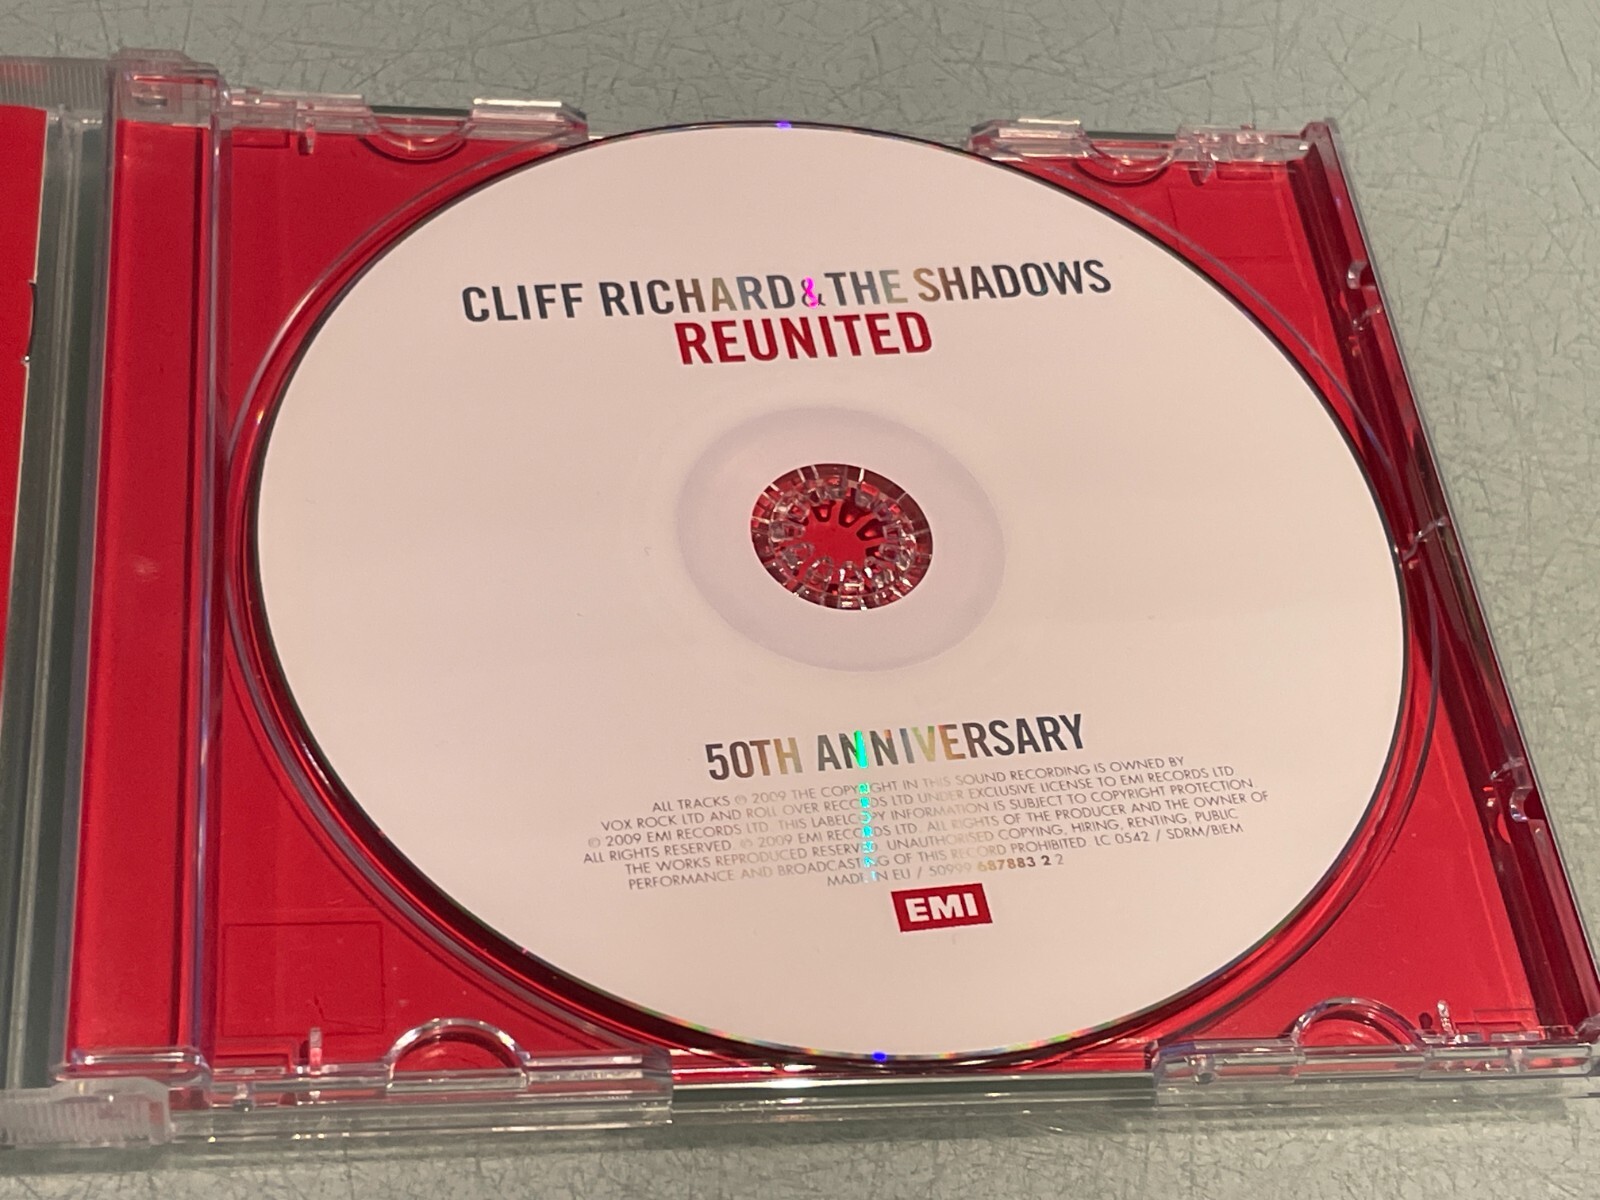 CLIFF RICHARD & THE SHADOWS
REUNITED
50TH ANNIVERSARY
ALL TRACKS ℗ 2009 THE COPYRIGHT IN THIS SOUND RECORDING IS OWNED BY
VOX ROCK LTD AND ROLL OVER RECORDS LTD UNDER EXCLUSIVE LICENSE TO EMI RECORDS LTD
© 2009 EMI RECORDS LTD. THIS LABELCOPY INFORMATION IS SUBJECT TO COPYRIGHT PROTECTION.
ALL RIGHTS RESERVED. ℗ 2009 EMI RECORDS LTD. ALL RIGHTS OF THE PRODUCER AND THE OWNER OF
THE WORKS REPRODUCED RESERVED. UNAUTHORISED COPYING, HIRING, RENTING, PUBLIC
PERFORMANCE AND BROADCASTING OF THIS RECORD PROHIBITED LC 0542 / SDRM/BIEM
MADE IN EU / 50999 687883 2 2
EMI